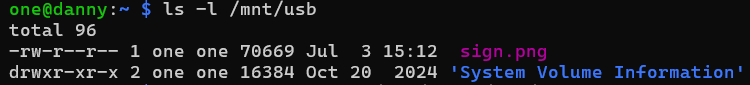 one@danny:~ $ ls -l /mnt/usb
total 96
-rw-r--r-- 1 one one 70669 Jul  3 15:12  sign.png
drwxr-xr-x 2 one one 16384 Oct 20  2024 'System Volume Information'